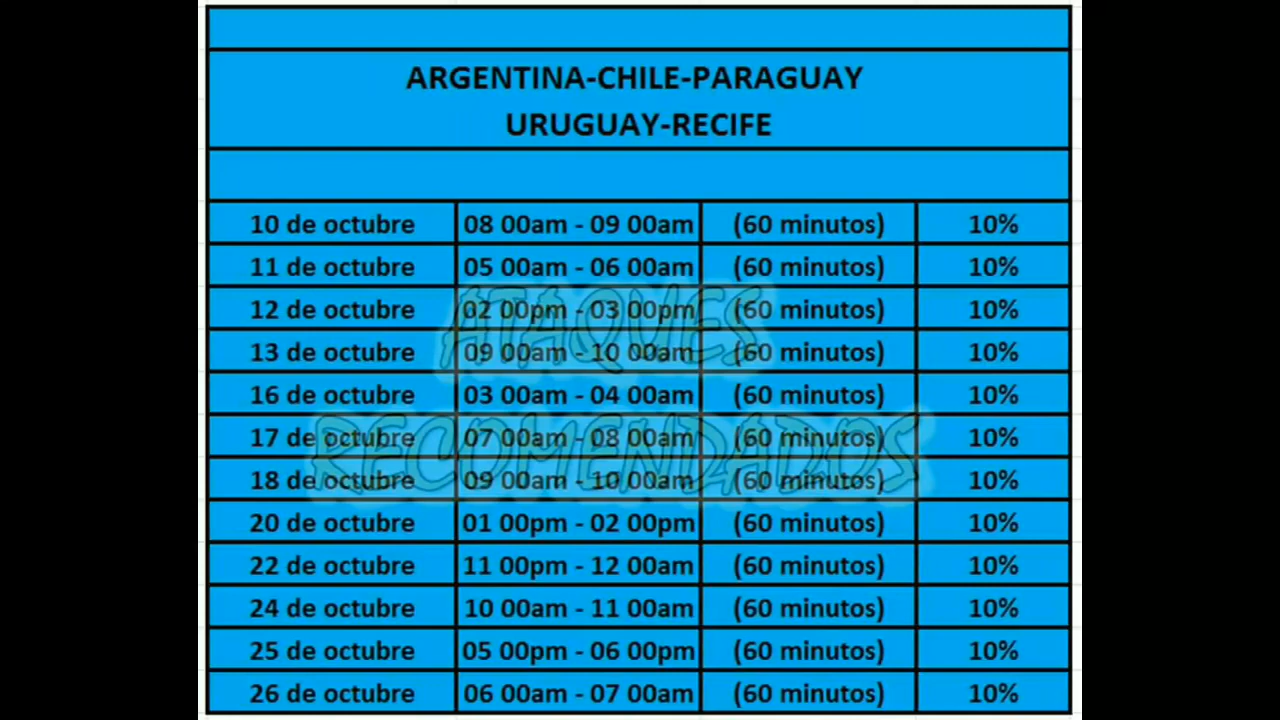 ARGENTINA-CHILE-PARAGUAY
URUGUAY-RECIFE
10 de octubre 08 00am - 09 00am (60 minutos) 10%
11 de octubre 05 00am - 06 00am (60 minutos) 10%
12 de octubre 02 00pm - 03 00pm (60 minutos) 10%
13 de octubre 09 00am - 10 00am (60 minutos) 10%
16 de octubre 03 00am - 04 00am (60 minutos) 10%
17 de octubre 07 00am - 08 00am (60 minutos) 10%
18 de octubre 09 00am - 10 00am (60 minutos) 10%
20 de octubre 01 00pm - 02 00pm (60 minutos) 10%
22 de octubre 11 00pm - 12 00am (60 minutos) 10%
24 de octubre 10 00am - 11 00am (60 minutos) 10%
25 de octubre 05 00pm - 06 00pm (60 minutos) 10%
26 de octubre 06 00am - 07 00am (60 minutos) 10%
ATAQUES
RECOMENDADOS